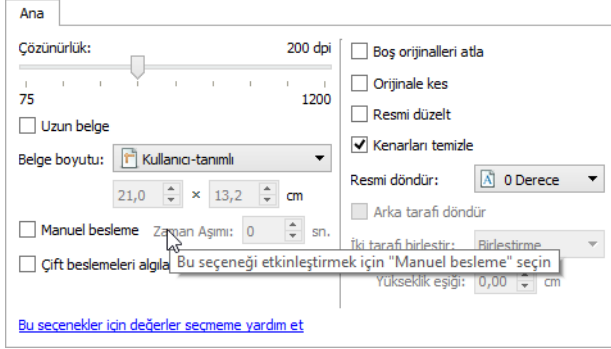 Ana
Çözünürlük: 200 dpi
75 1200
Uzun belge
Belge boyutu: Kullanıcı-tanımlı
21,0 × 13,2 cm
Manuel besleme Zaman Aşımı: 0 sn.
Çift beslemeleri algıla
Bu seçeneği etkinleştirmek için "Manuel besleme" seçin
Bu seçenekler için değerler seçmeme yardım et
Boş orijinalleri atla
Orijinale kes
Resmi düzelt
Kenarları temizle
Resmi döndür: A 0 Derece
Arka tarafı döndür
İki tarafı birleştir: Birleştirme
Yükseklik eşiği: 0,00 cm